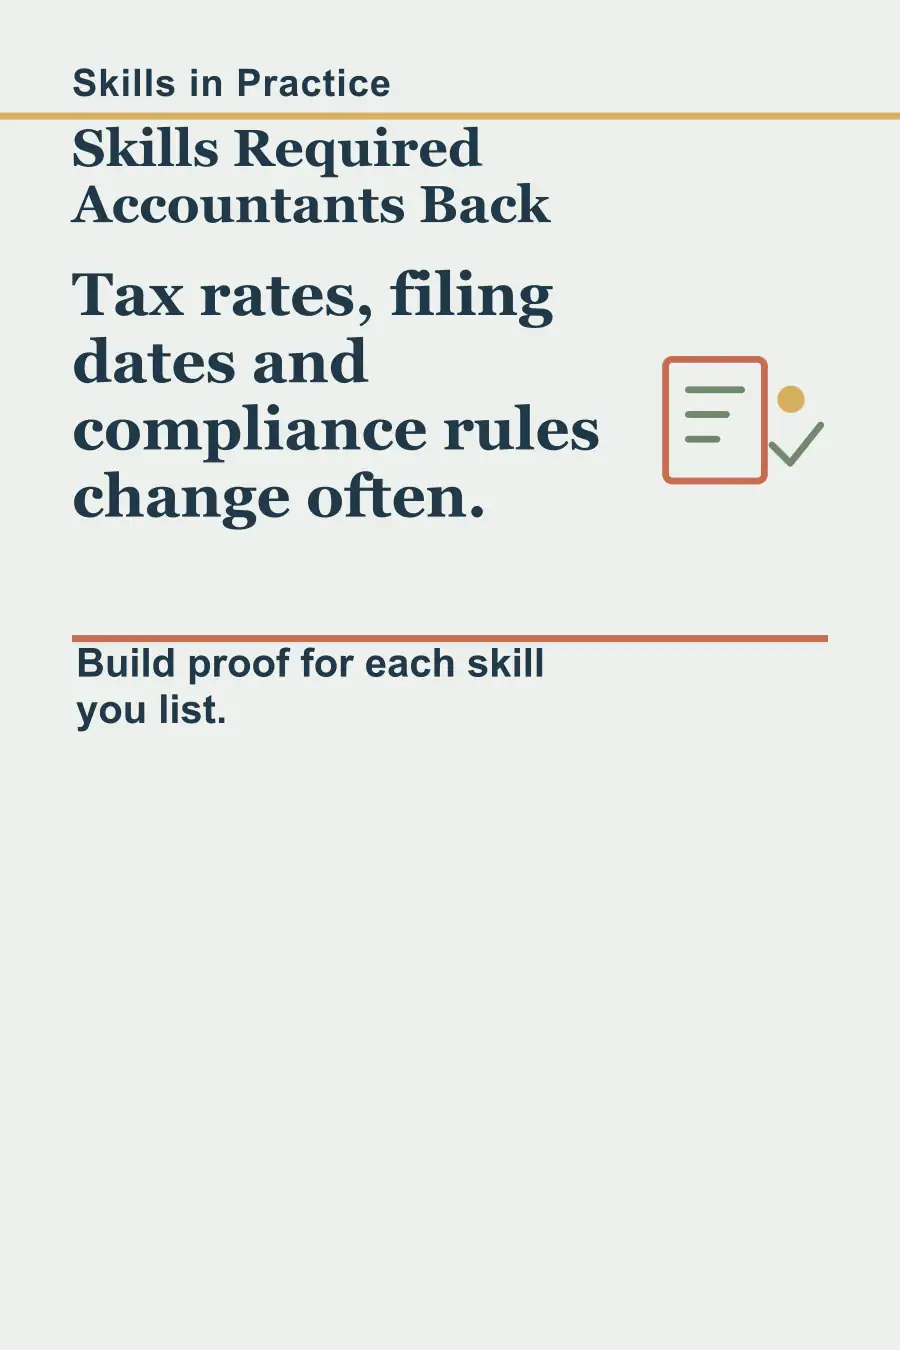 Skills in Practice
Skills Required
Accountants Back
Tax rates, filing
dates and
compliance rules
change often.
Build proof for each skill
you list.